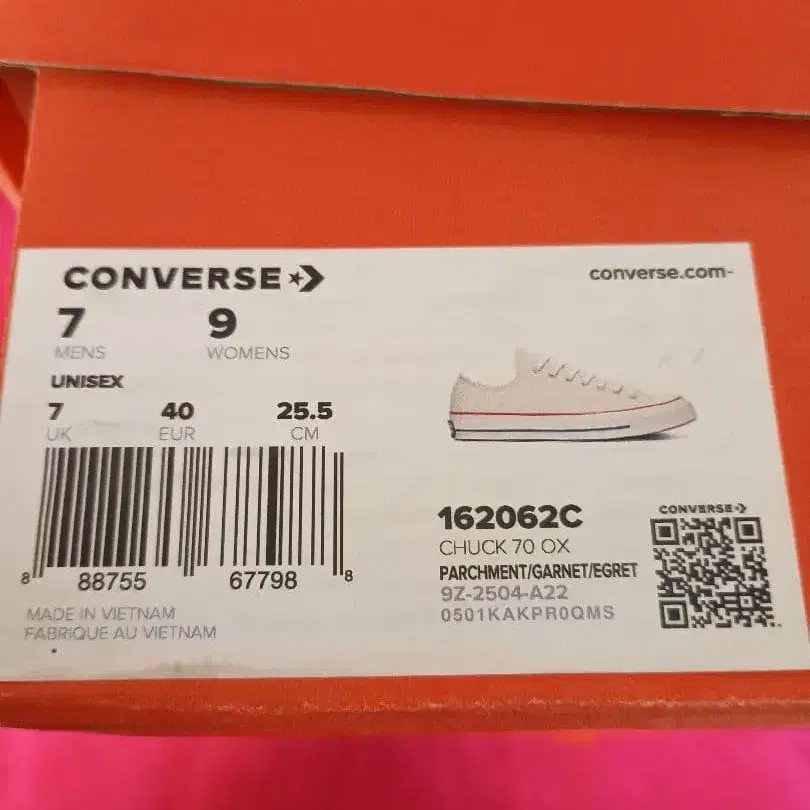 CONVERSE
converse.com-
7 9
MENS WOMENS
UNISEX
7 40 25.5
UK EUR CM
8 88755 67798 8
MADE IN VIETNAM
FABRIQUE AU VIETNAM
162062C
CHUCK 70 OX
PARCHMENT/GARNET/EGRET
9Z-2504-A22
0501KAKPR0QMS
CONVERSE